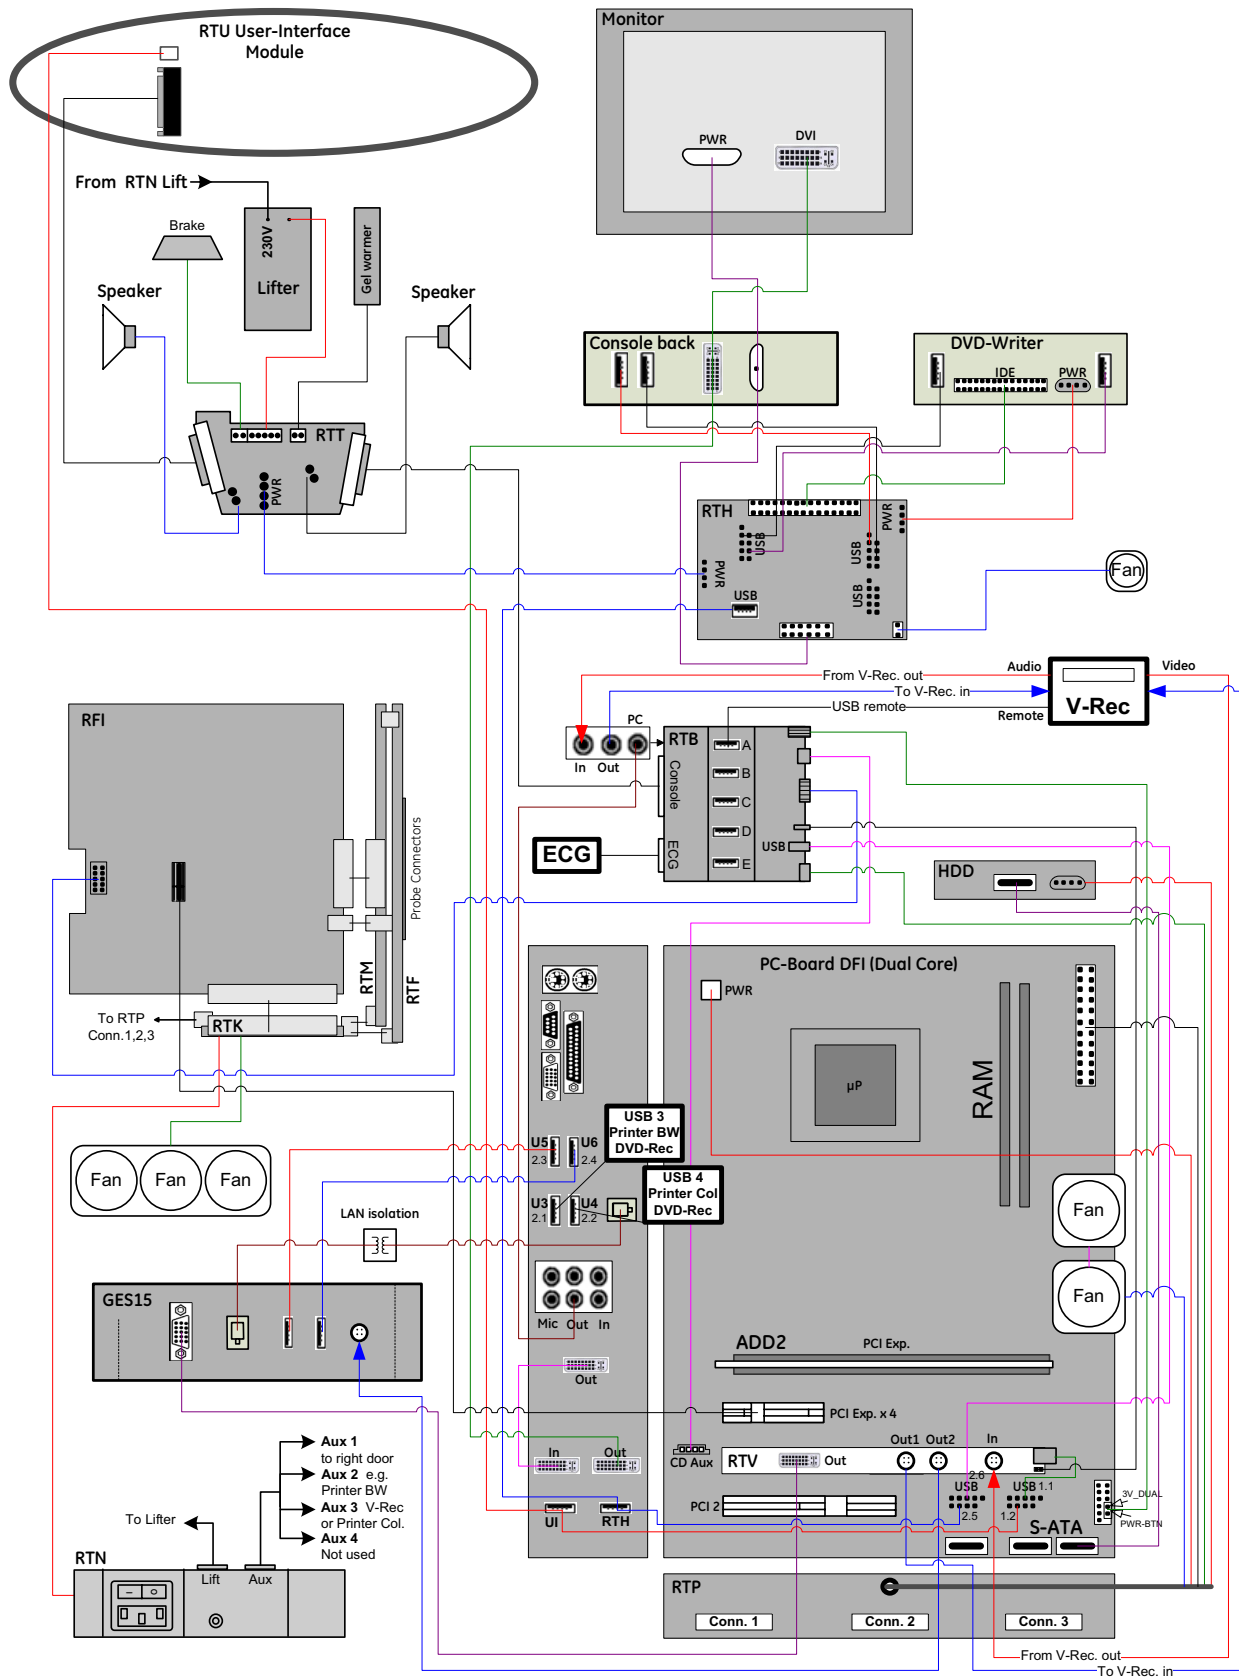 RTU User-Interface
Module
Monitor
PWR
DVI
From RTN Lift
Brake
230V
Lifter
Gel warmer
Speaker
Speaker
Console back
DVD-Writer
IDE
PWR
RTT
PWR
RTH
USB
USB
PWR
PWR
USB
USB
Fan
From V-Rec. out
Audio
Video
To V-Rec. in
USB remote
Remote
V-Rec
RFI
PC
In
Out
RTB
A
B
C
D
E
Console
ECG
USB
ECG
HDD
Probe Connectors
RTM
RTF
To RTP
Conn.1,2,3
RTK
PC-Board DFI (Dual Core)
PWR
RAM
µP
USB 3
Printer BW
DVD-Rec
U5
2.3
U6
2.4
USB 4
Printer Col
DVD-Rec
U3
2.1
U4
2.2
Fan
Fan
Fan
Fan
Fan
LAN isolation
GES15
Mic
Out
In
ADD2
PCI Exp.
Out
PCI Exp. x 4
In
Out
CD Aux
RTV
Out
Out1
Out2
In
2.6
USB
USB
1.1
2.5
1.2
3V_DUAL
PWR-BTN
PCI 2
UI
RTH
S-ATA
Aux 1
to right door
Aux 2 e.g.
Printer BW
Aux 3 V-Rec
or Printer Col.
Aux 4
Not used
To Lifter
RTN
Lift
Aux
RTP
Conn. 1
Conn. 2
Conn. 3
From V-Rec. out
To V-Rec. in